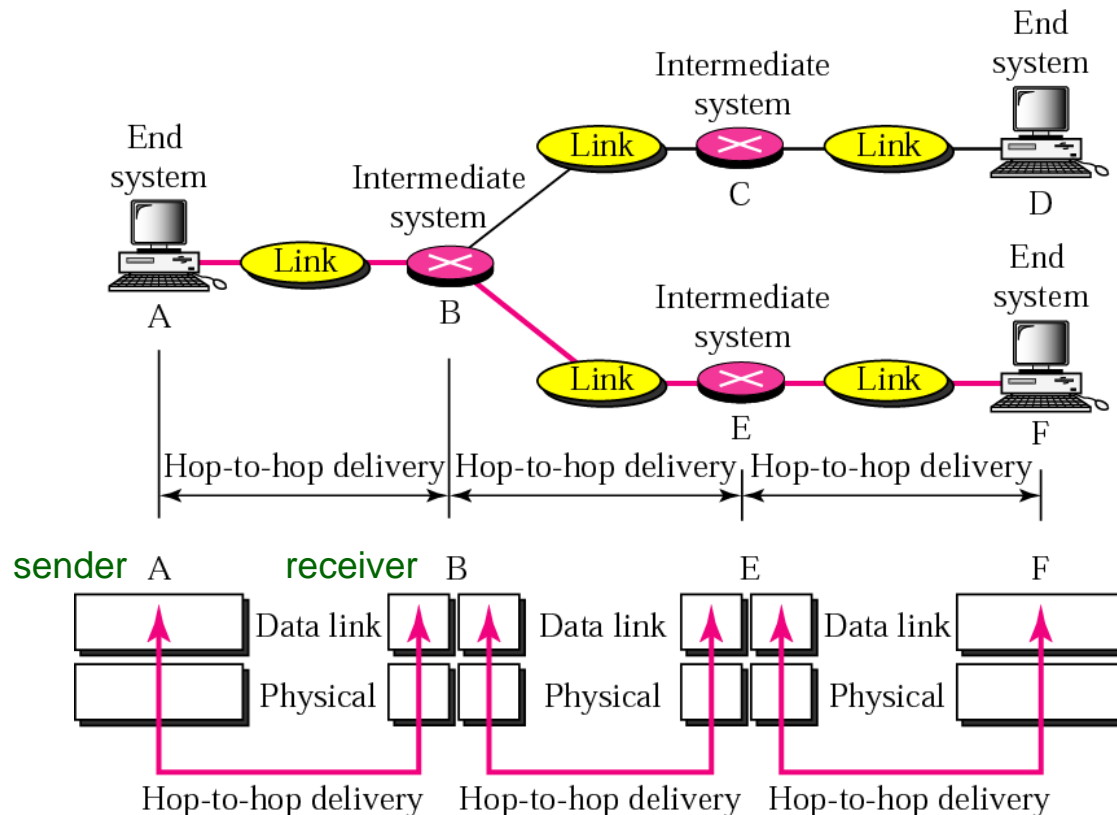 End
system
Intermediate
system
Link
Link
C
D
End
system
Intermediate
system
Link
A
B
End
system
Intermediate
system
Link
Link
E
F
Hop-to-hop delivery
Hop-to-hop delivery
Hop-to-hop delivery
sender A
receiver B
E
F
Data link
Data link
Data link
Physical
Physical
Physical
Hop-to-hop delivery
Hop-to-hop delivery
Hop-to-hop delivery